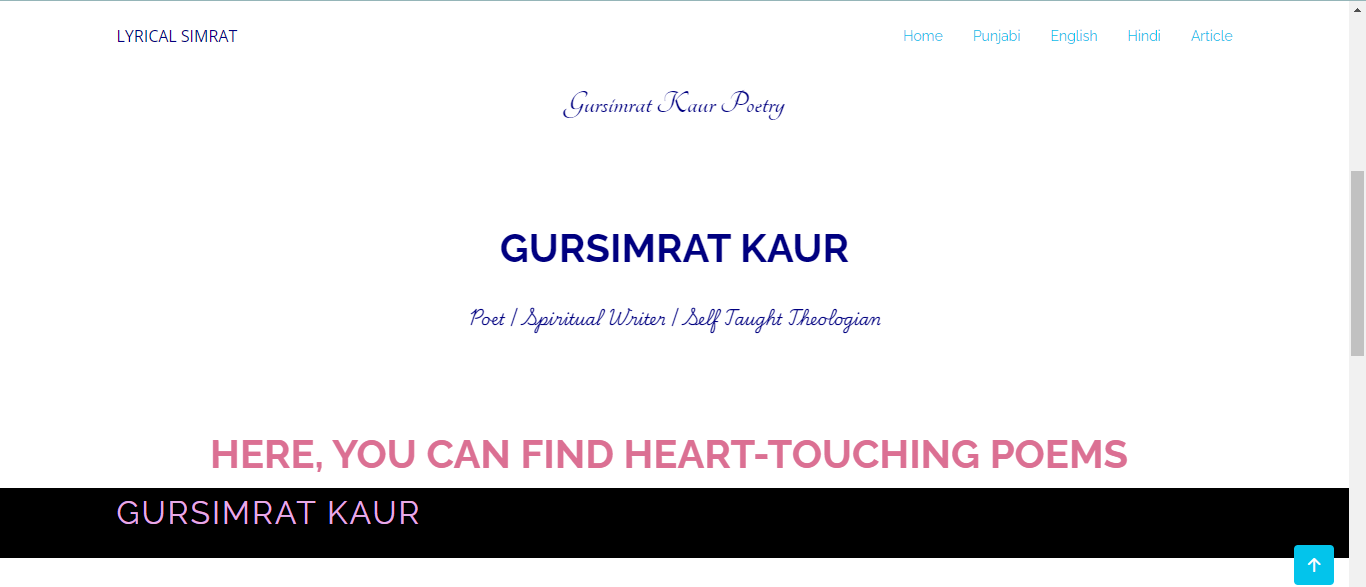 LYRICAL SIMRAT
Home Punjabi English Hindi Article
Gursimrat Kaur Poetry
GURSIMRAT KAUR
Poet | Spiritual Writer | Self Taught Theologian
HERE, YOU CAN FIND HEART-TOUCHING POEMS
GURSIMRAT KAUR